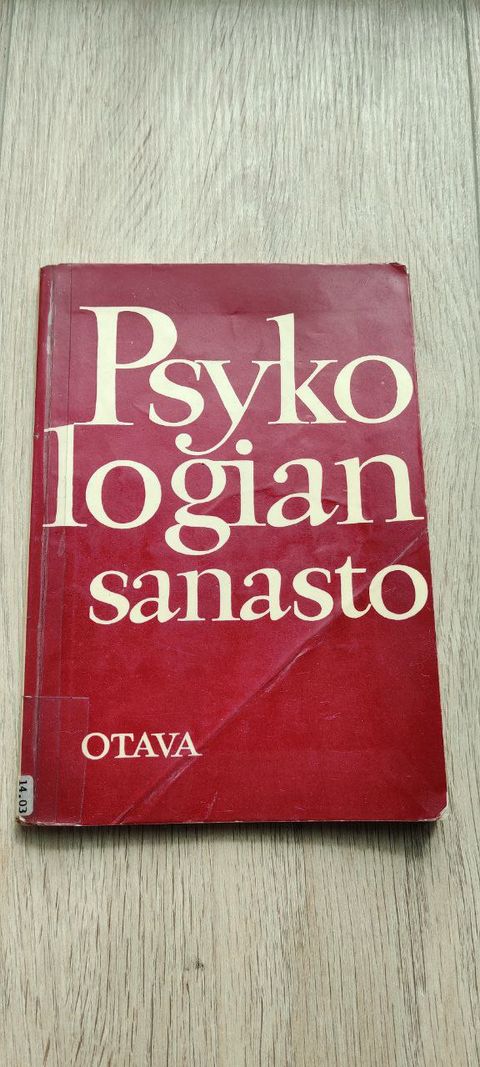 Psyko
logian
sanasto
OTAVA
14.03